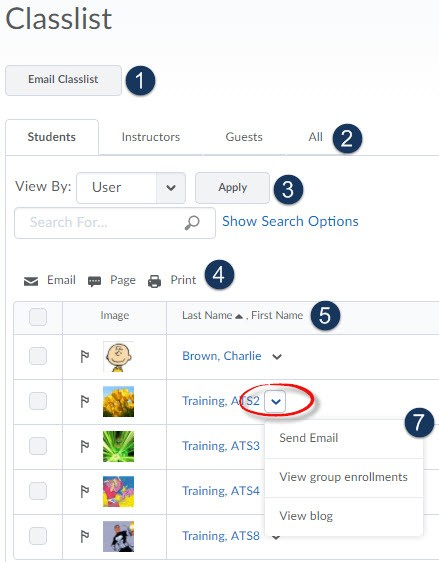 Classlist
Email Classlist 1
Students Instructors Guests All 2
View By: User Apply 3
Search For... Show Search Options
Email Page Print 4
Image Last Name , First Name 5
Brown, Charlie
Training, ATS2
7
Send Email
Training, ATS3
View group enrollments
Training, ATS4
View blog
Training, ATS8